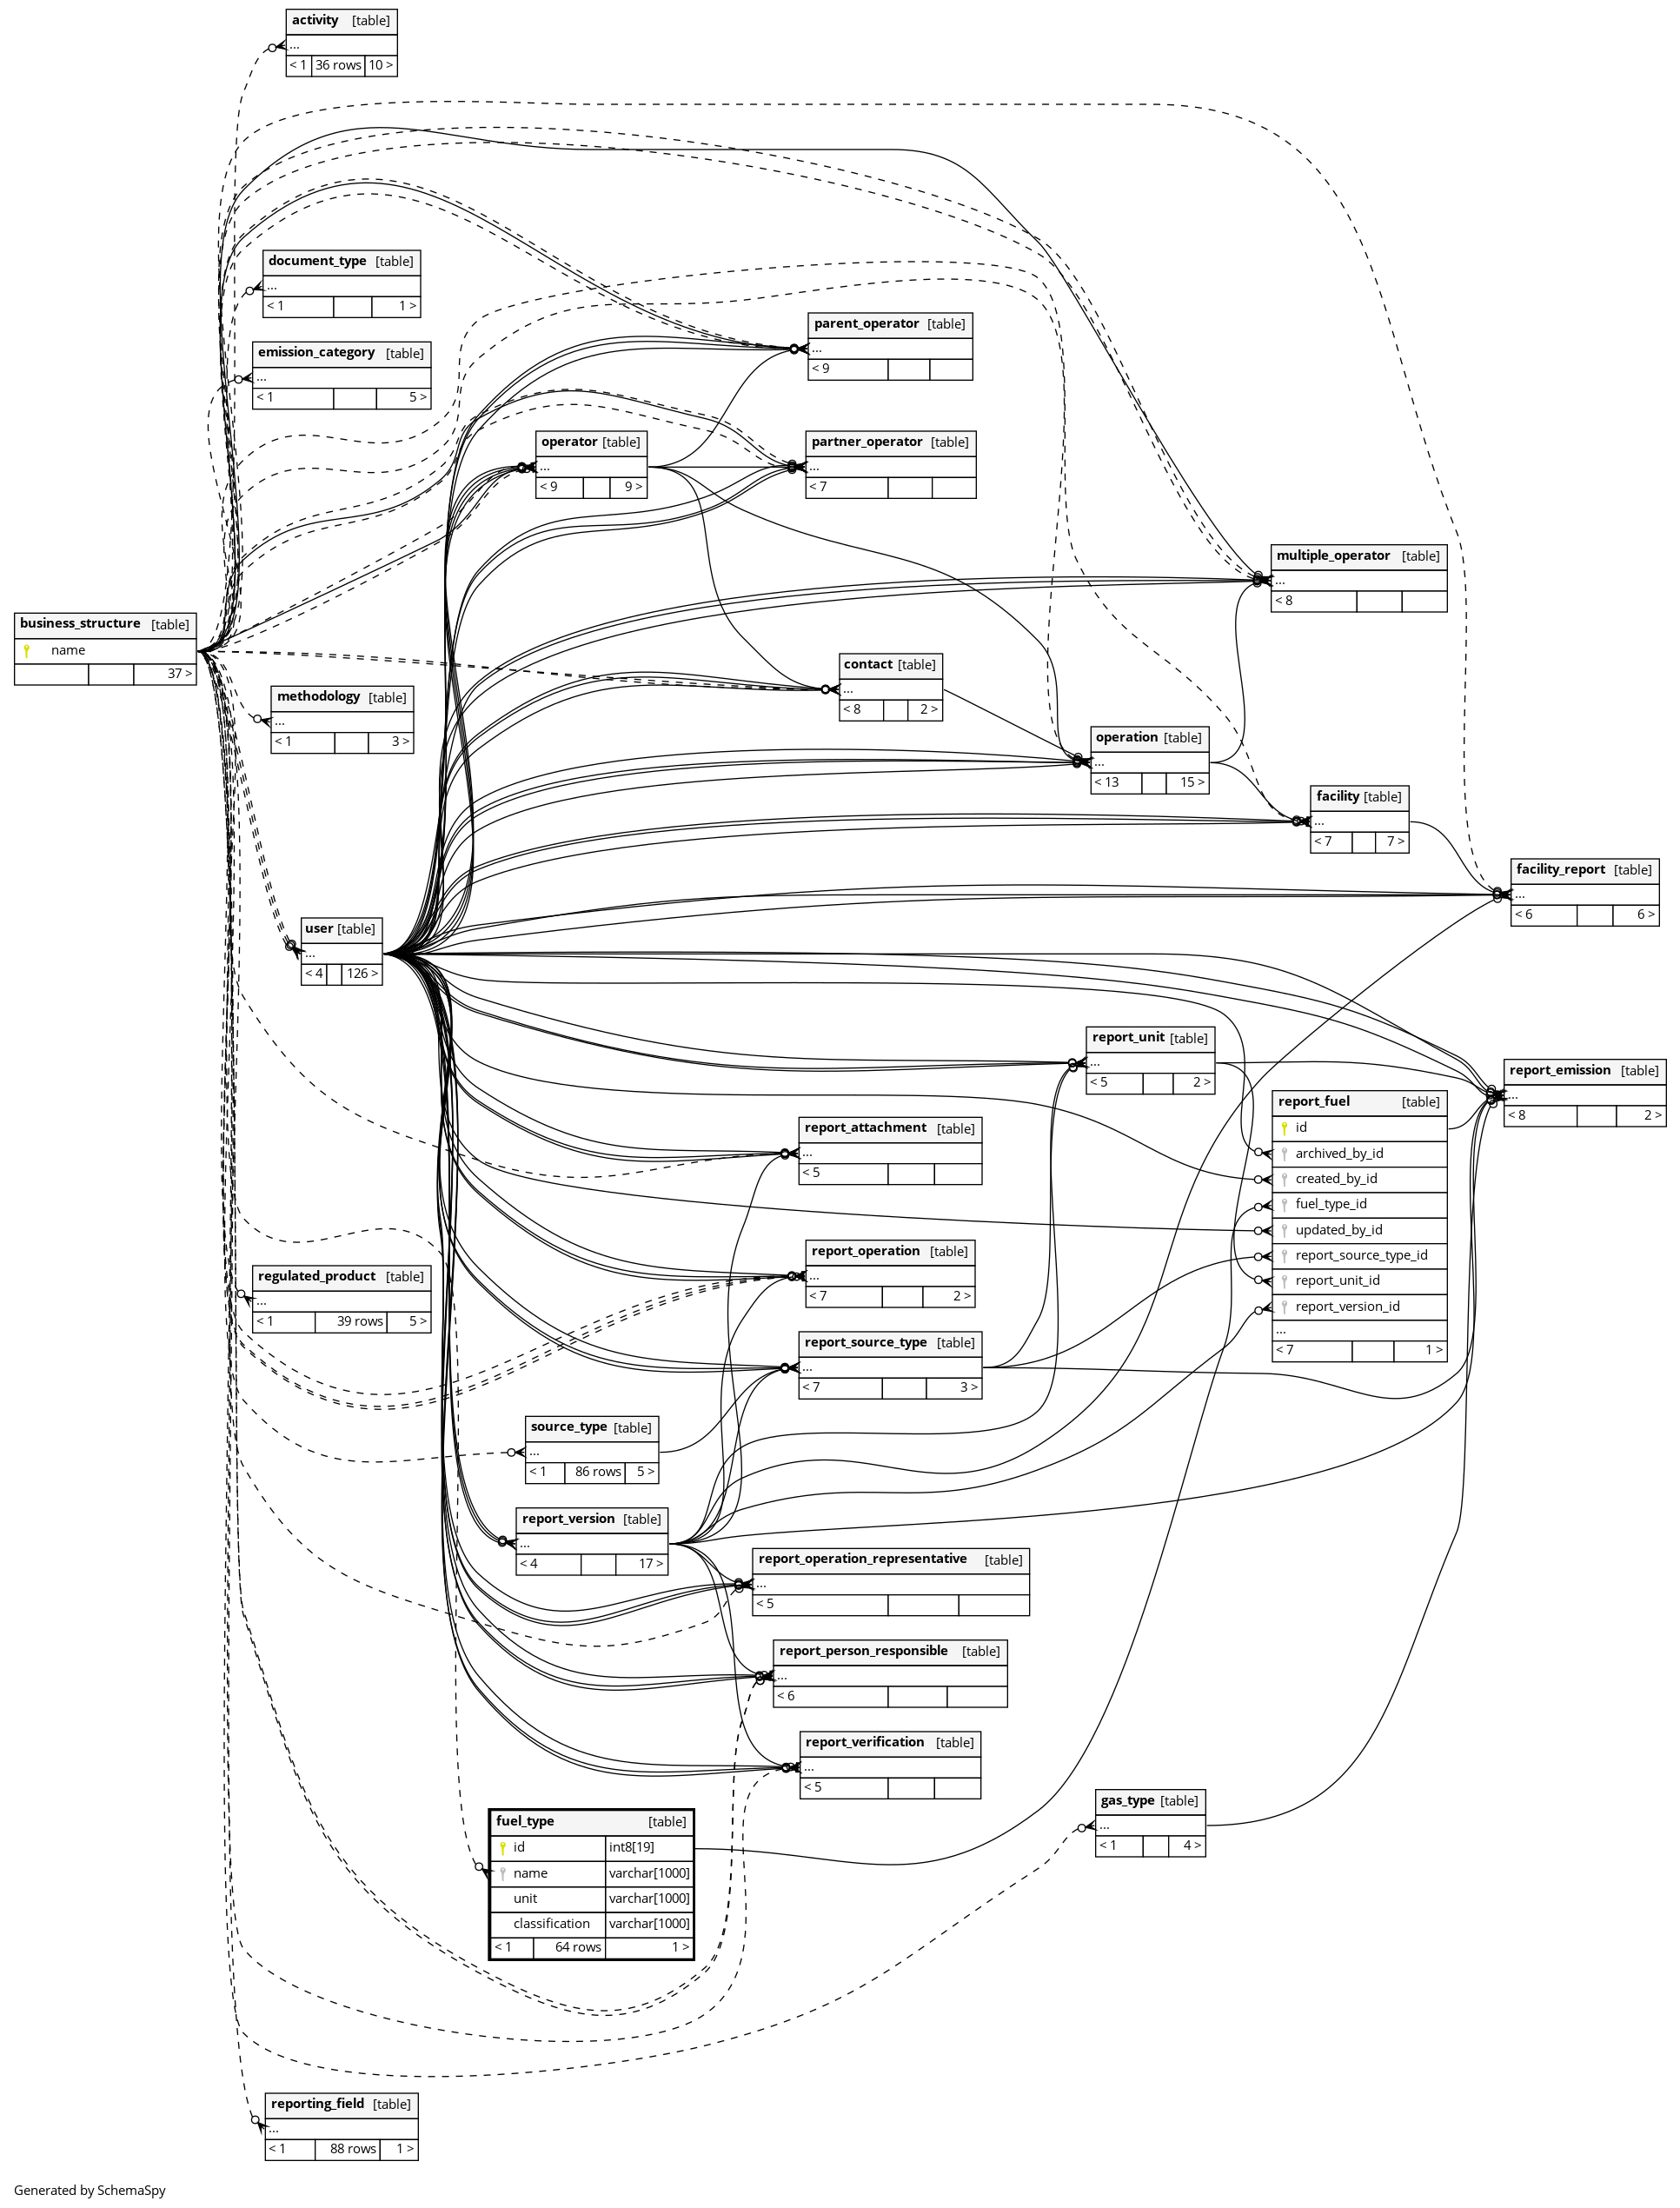 activity [table]
...
< 1 36 rows 10 >
document_type [table]
...
< 1 1 >
emission_category [table]
...
< 1 5 >
parent_operator [table]
...
< 9
operator [table]
...
< 9 9 >
partner_operator [table]
...
< 7
multiple_operator [table]
...
< 8
business_structure [table]
name
37 >
methodology [table]
...
< 1 3 >
contact [table]
...
< 8 2 >
operation [table]
...
< 13 15 >
facility [table]
...
< 7 7 >
facility_report [table]
...
< 6 6 >
user [table]
...
< 4 126 >
report_unit [table]
...
< 5 2 >
report_emission [table]
...
< 8 2 >
report_fuel [table]
id
archived_by_id
created_by_id
fuel_type_id
updated_by_id
report_source_type_id
report_unit_id
report_version_id
...
< 7 1 >
report_attachment [table]
...
< 5
report_operation [table]
...
< 7 2 >
regulated_product [table]
...
< 1 39 rows 5 >
report_source_type [table]
...
< 7 3 >
source_type [table]
...
< 1 86 rows 5 >
report_version [table]
...
< 4 17 >
report_operation_representative [table]
...
< 5
report_person_responsible [table]
...
< 6
report_verification [table]
...
< 5
gas_type [table]
...
< 1 4 >
fuel_type [table]
id int8[19]
name varchar[1000]
unit varchar[1000]
classification varchar[1000]
< 1 64 rows 1 >
reporting_field [table]
...
< 1 88 rows 1 >
Generated by SchemaSpy